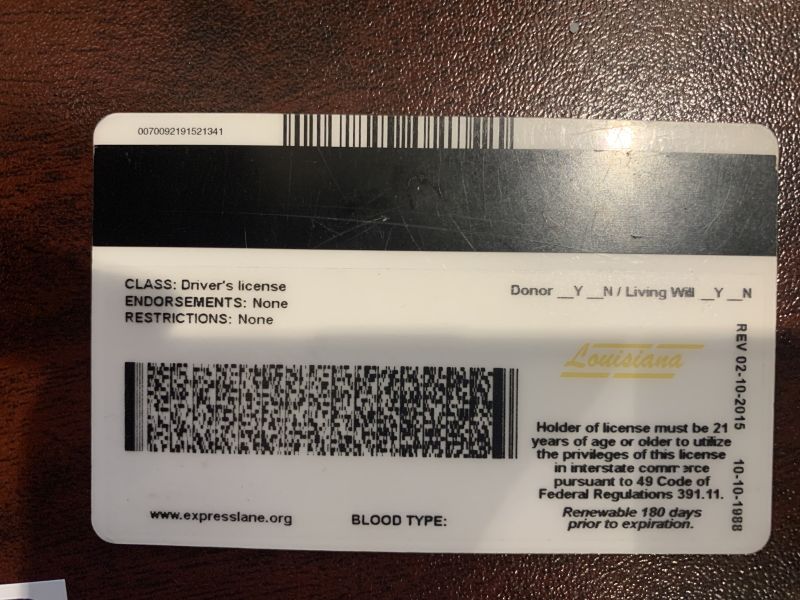 0070092191521341
CLASS: Driver's license
ENDORSEMENTS: None
RESTRICTIONS: None
Donor __Y __N / Living Will __Y __N
Louisiana
REV 02-10-2015 10-10-1988
Holder of license must be 21
years of age or older to utilize
the privileges of this license
in interstate commerce
pursuant to 49 Code of
Federal Regulations 391.11.
Renewable 180 days
prior to expiration.
www.expresslane.org
BLOOD TYPE: